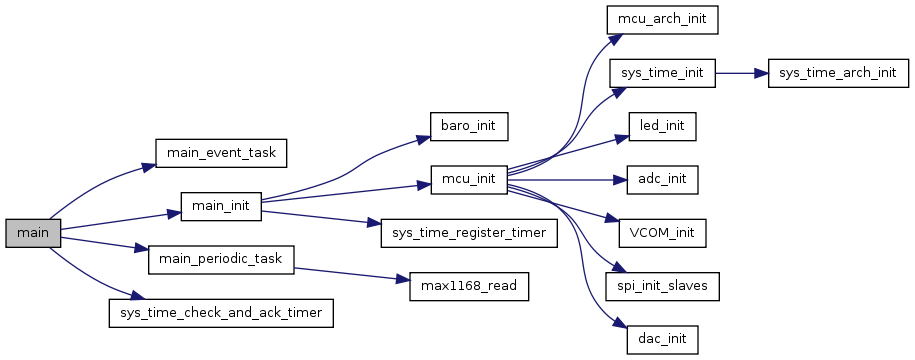 mcu_arch_init
sys_time_init
sys_time_arch_init
baro_init
led_init
main_event_task
mcu_init
adc_init
main_init
main
sys_time_register_timer
VCOM_init
main_periodic_task
max1168_read
spi_init_slaves
sys_time_check_and_ack_timer
dac_init